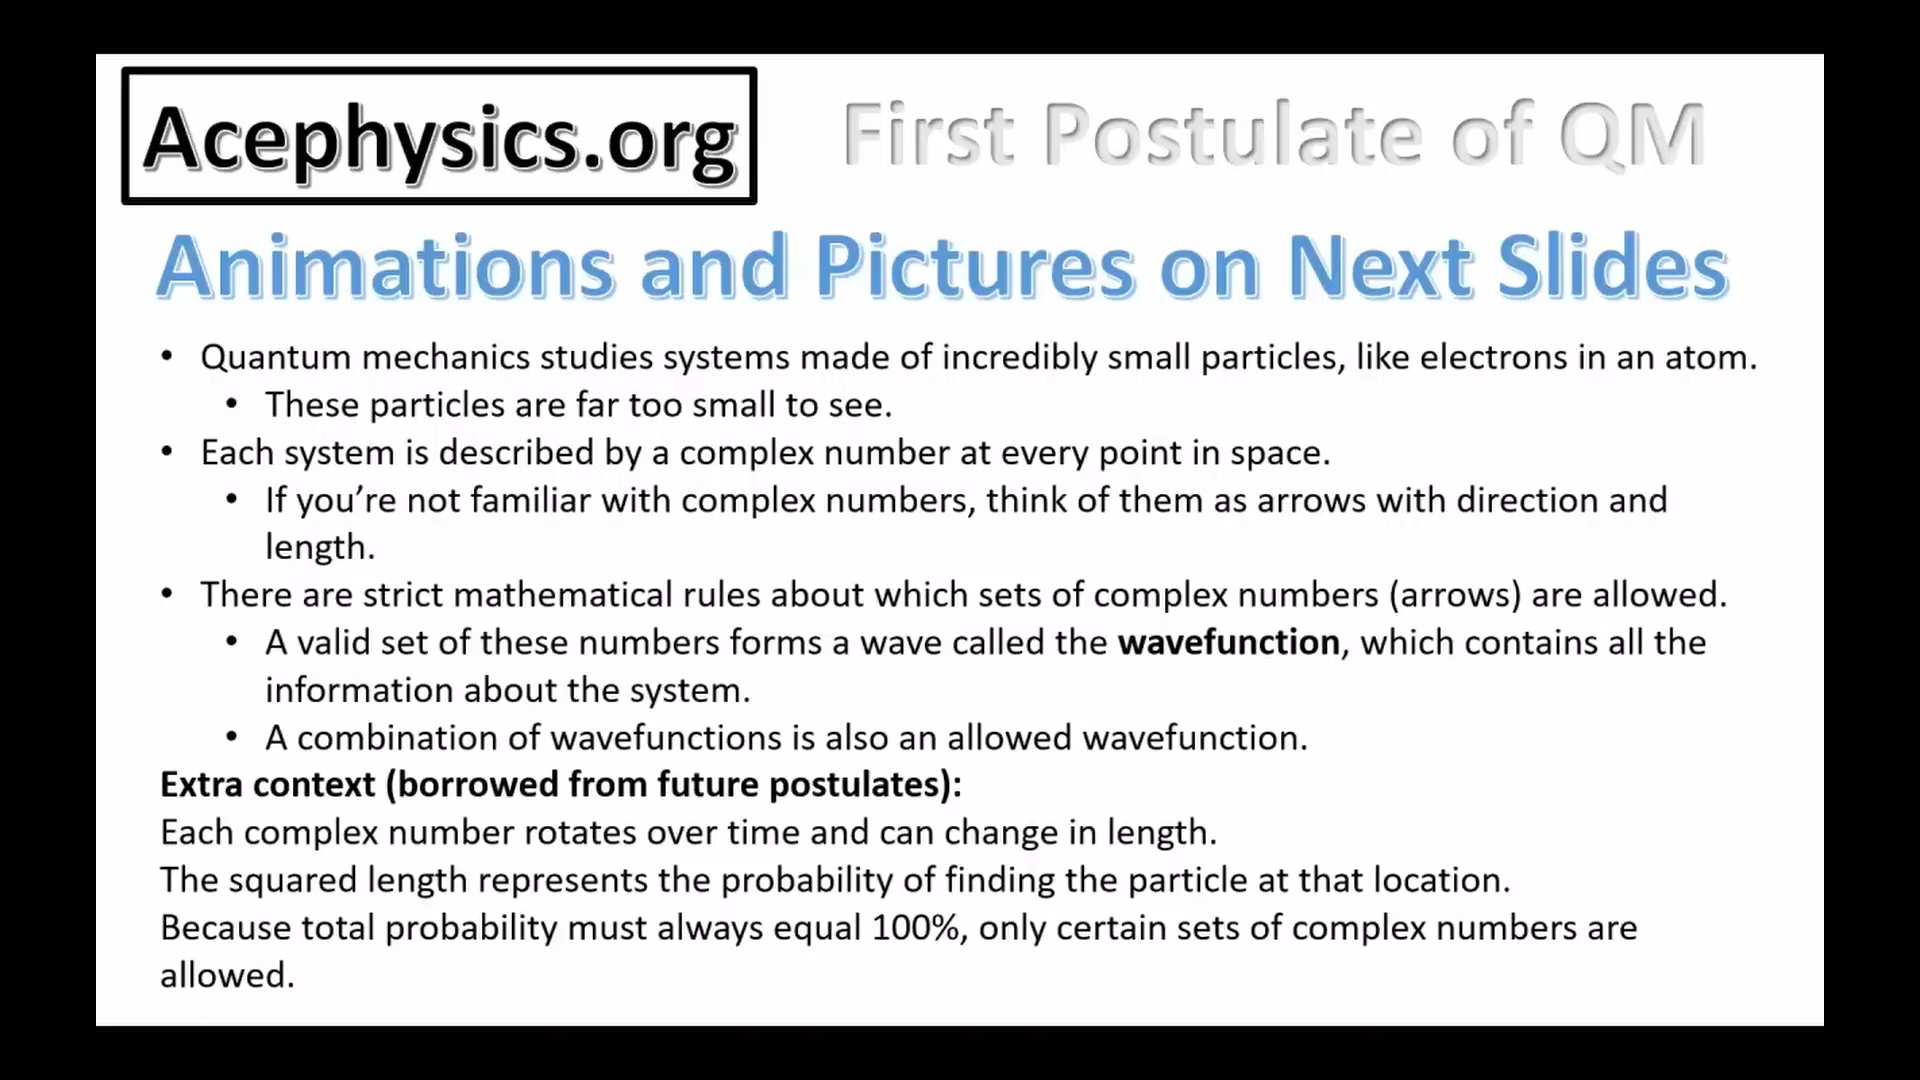 Acephysics.org
First Postulate of QM
Animations and Pictures on Next Slides
• Quantum mechanics studies systems made of incredibly small particles, like electrons in an atom.
• These particles are far too small to see.
• Each system is described by a complex number at every point in space.
• If you’re not familiar with complex numbers, think of them as arrows with direction and
length.
• There are strict mathematical rules about which sets of complex numbers (arrows) are allowed.
• A valid set of these numbers forms a wave called the wavefunction, which contains all the
information about the system.
• A combination of wavefunctions is also an allowed wavefunction.
Extra context (borrowed from future postulates):
Each complex number rotates over time and can change in length.
The squared length represents the probability of finding the particle at that location.
Because total probability must always equal 100%, only certain sets of complex numbers are
allowed.